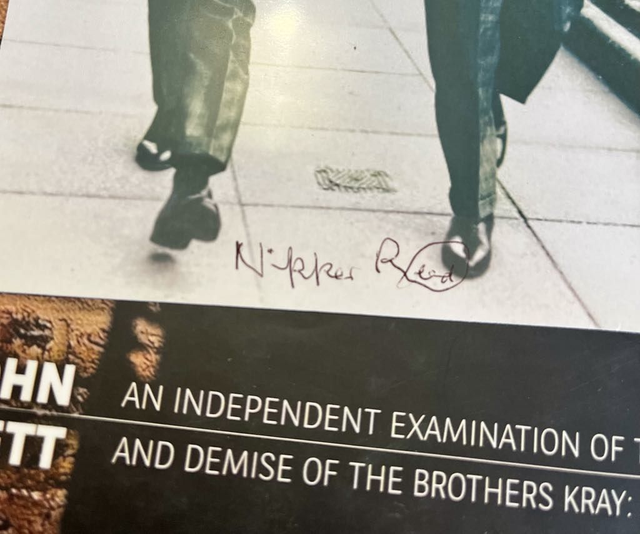 Nipper Read
HN
AN INDEPENDENT EXAMINATION OF T
TT
AND DEMISE OF THE BROTHERS KRAY: